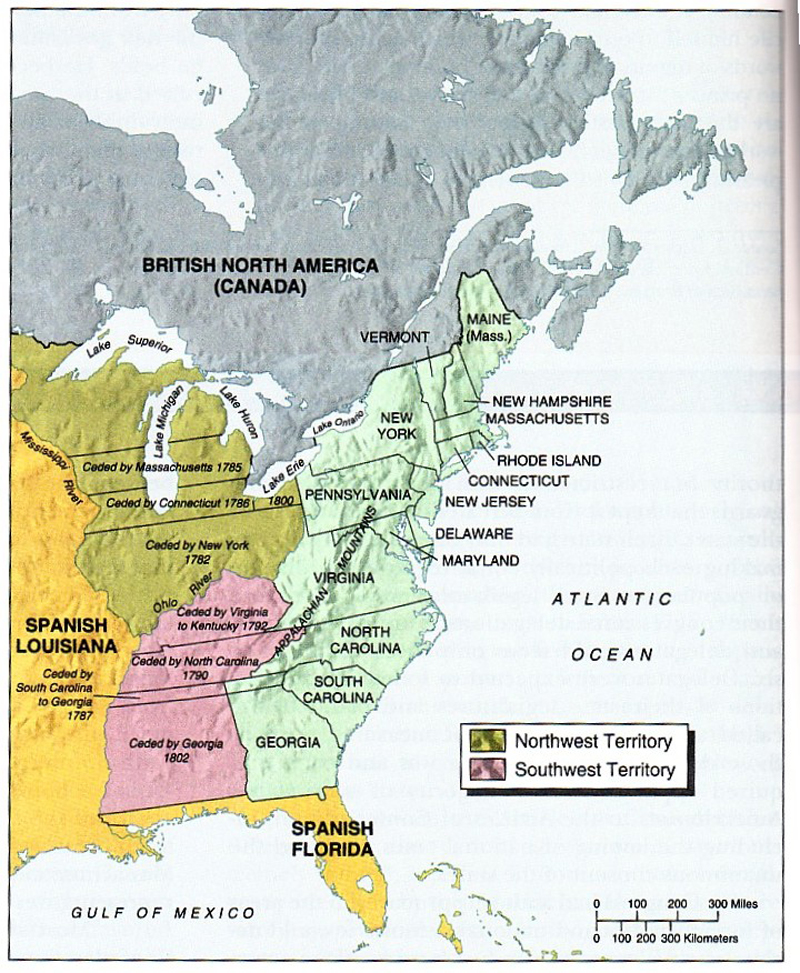 BRITISH NORTH AMERICA
(CANADA)
MAINE
(Mass.)
VERMONT
Lake Superior
Lake Michigan
Lake Huron
Lake Ontario
Lake Erie
NEW HAMPSHIRE
MASSACHUSETTS
NEW
YORK
RHODE ISLAND
CONNECTICUT
Mississippi
River
Ceded by Massachusetts 1785
Ceded by Connecticut 1786
1800
PENNSYLVANIA
NEW JERSEY
DELAWARE
MARYLAND
Ceded by New York
1782
Ohio River
VIRGINIA
APPALACHIAN MOUNTAINS
Ceded by Virginia
to Kentucky 1792
ATLANTIC
OCEAN
SPANISH
LOUISIANA
NORTH
CAROLINA
Ceded by North Carolina
1790
Ceded by
South Carolina
to Georgia
1787
SOUTH
CAROLINA
Ceded by Georgia
1802
GEORGIA
Northwest Territory
Southwest Territory
SPANISH
FLORIDA
GULF OF MEXICO
0 100 200 300 Miles
0 100 200 300 Kilometers